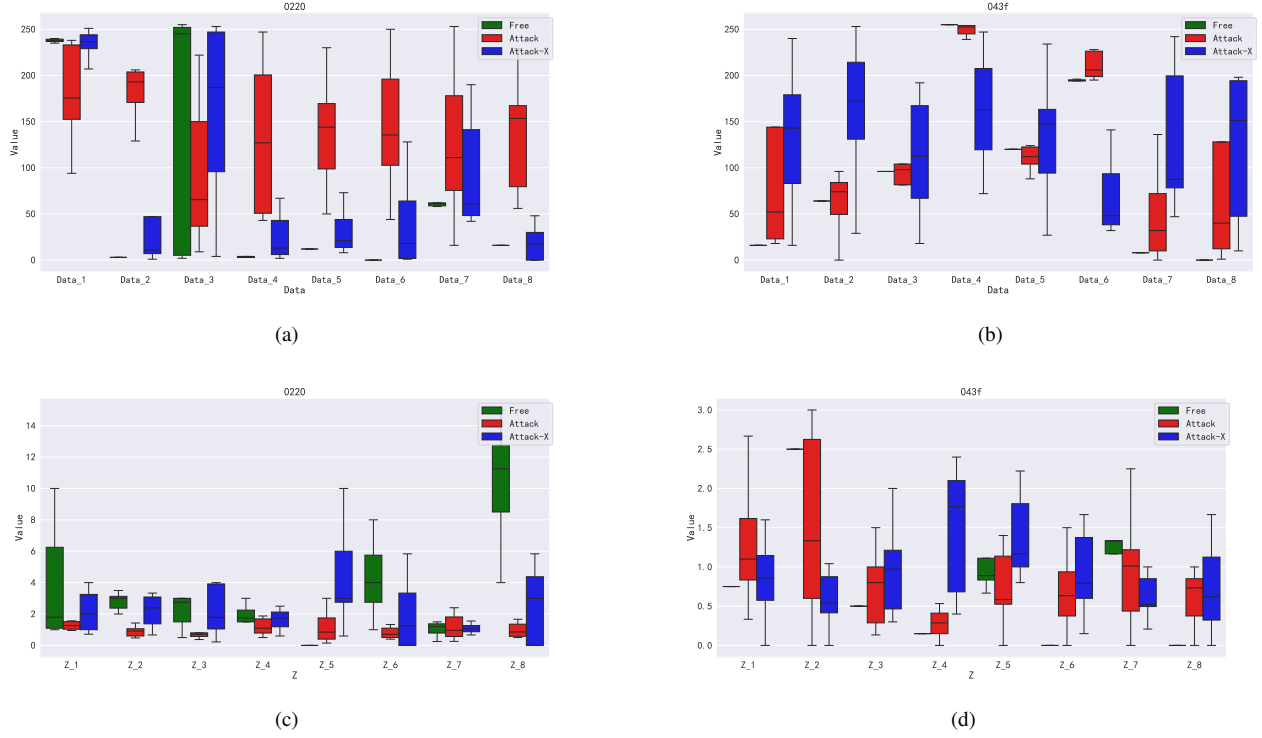 0220
Free
Attack
Attack-X
250
200
150
100
50
0
Value
Data_1 Data_2 Data_3 Data_4 Data_5 Data_6 Data_7 Data_8
Data
(a)
043f
Free
Attack
Attack-X
250
200
150
100
50
0
Value
Data_1 Data_2 Data_3 Data_4 Data_5 Data_6 Data_7 Data_8
Data
(b)
0220
Free
Attack
Attack-X
14
12
10
8
6
4
2
0
Value
Z_1 Z_2 Z_3 Z_4 Z_5 Z_6 Z_7 Z_8
Z
(c)
043f
Free
Attack
Attack-X
3.0
2.5
2.0
1.5
1.0
0.5
0.0
Value
Z_1 Z_2 Z_3 Z_4 Z_5 Z_6 Z_7 Z_8
Z
(d)